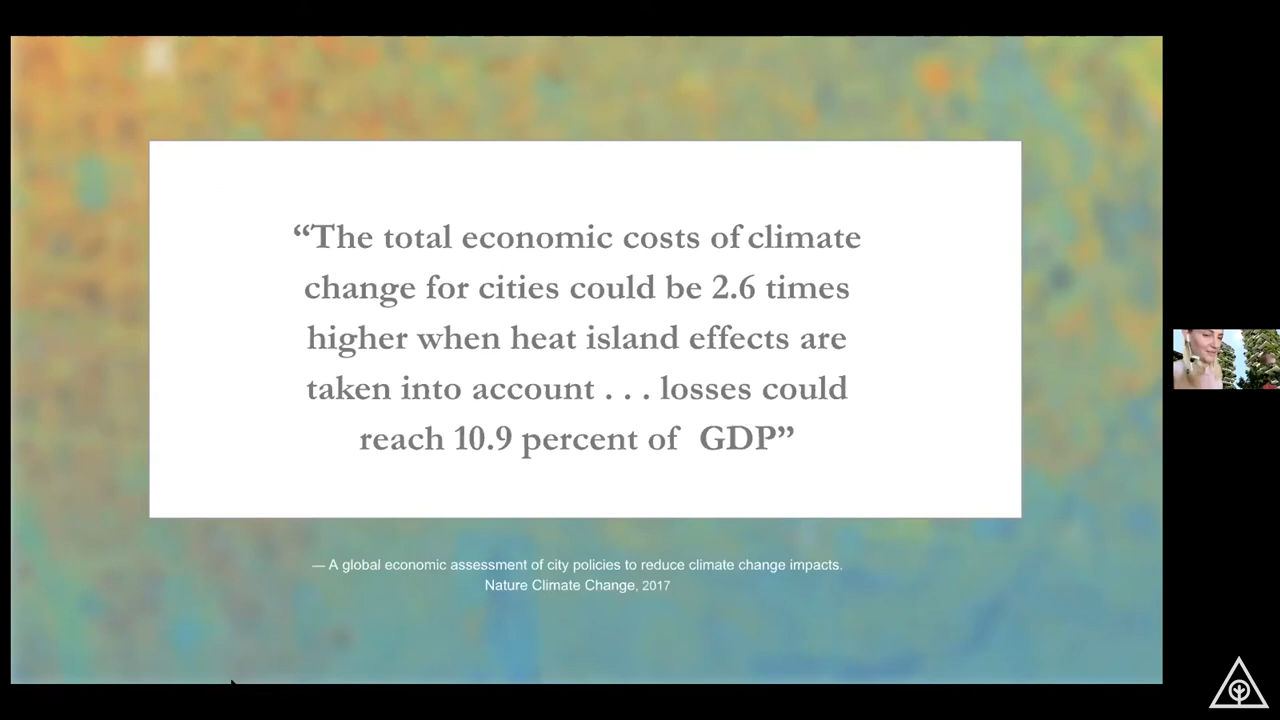 “The total economic costs of climate
change for cities could be 2.6 times
higher when heat island effects are
taken into account . . . losses could
reach 10.9 percent of GDP”
— A global economic assessment of city policies to reduce climate change impacts.
Nature Climate Change, 2017